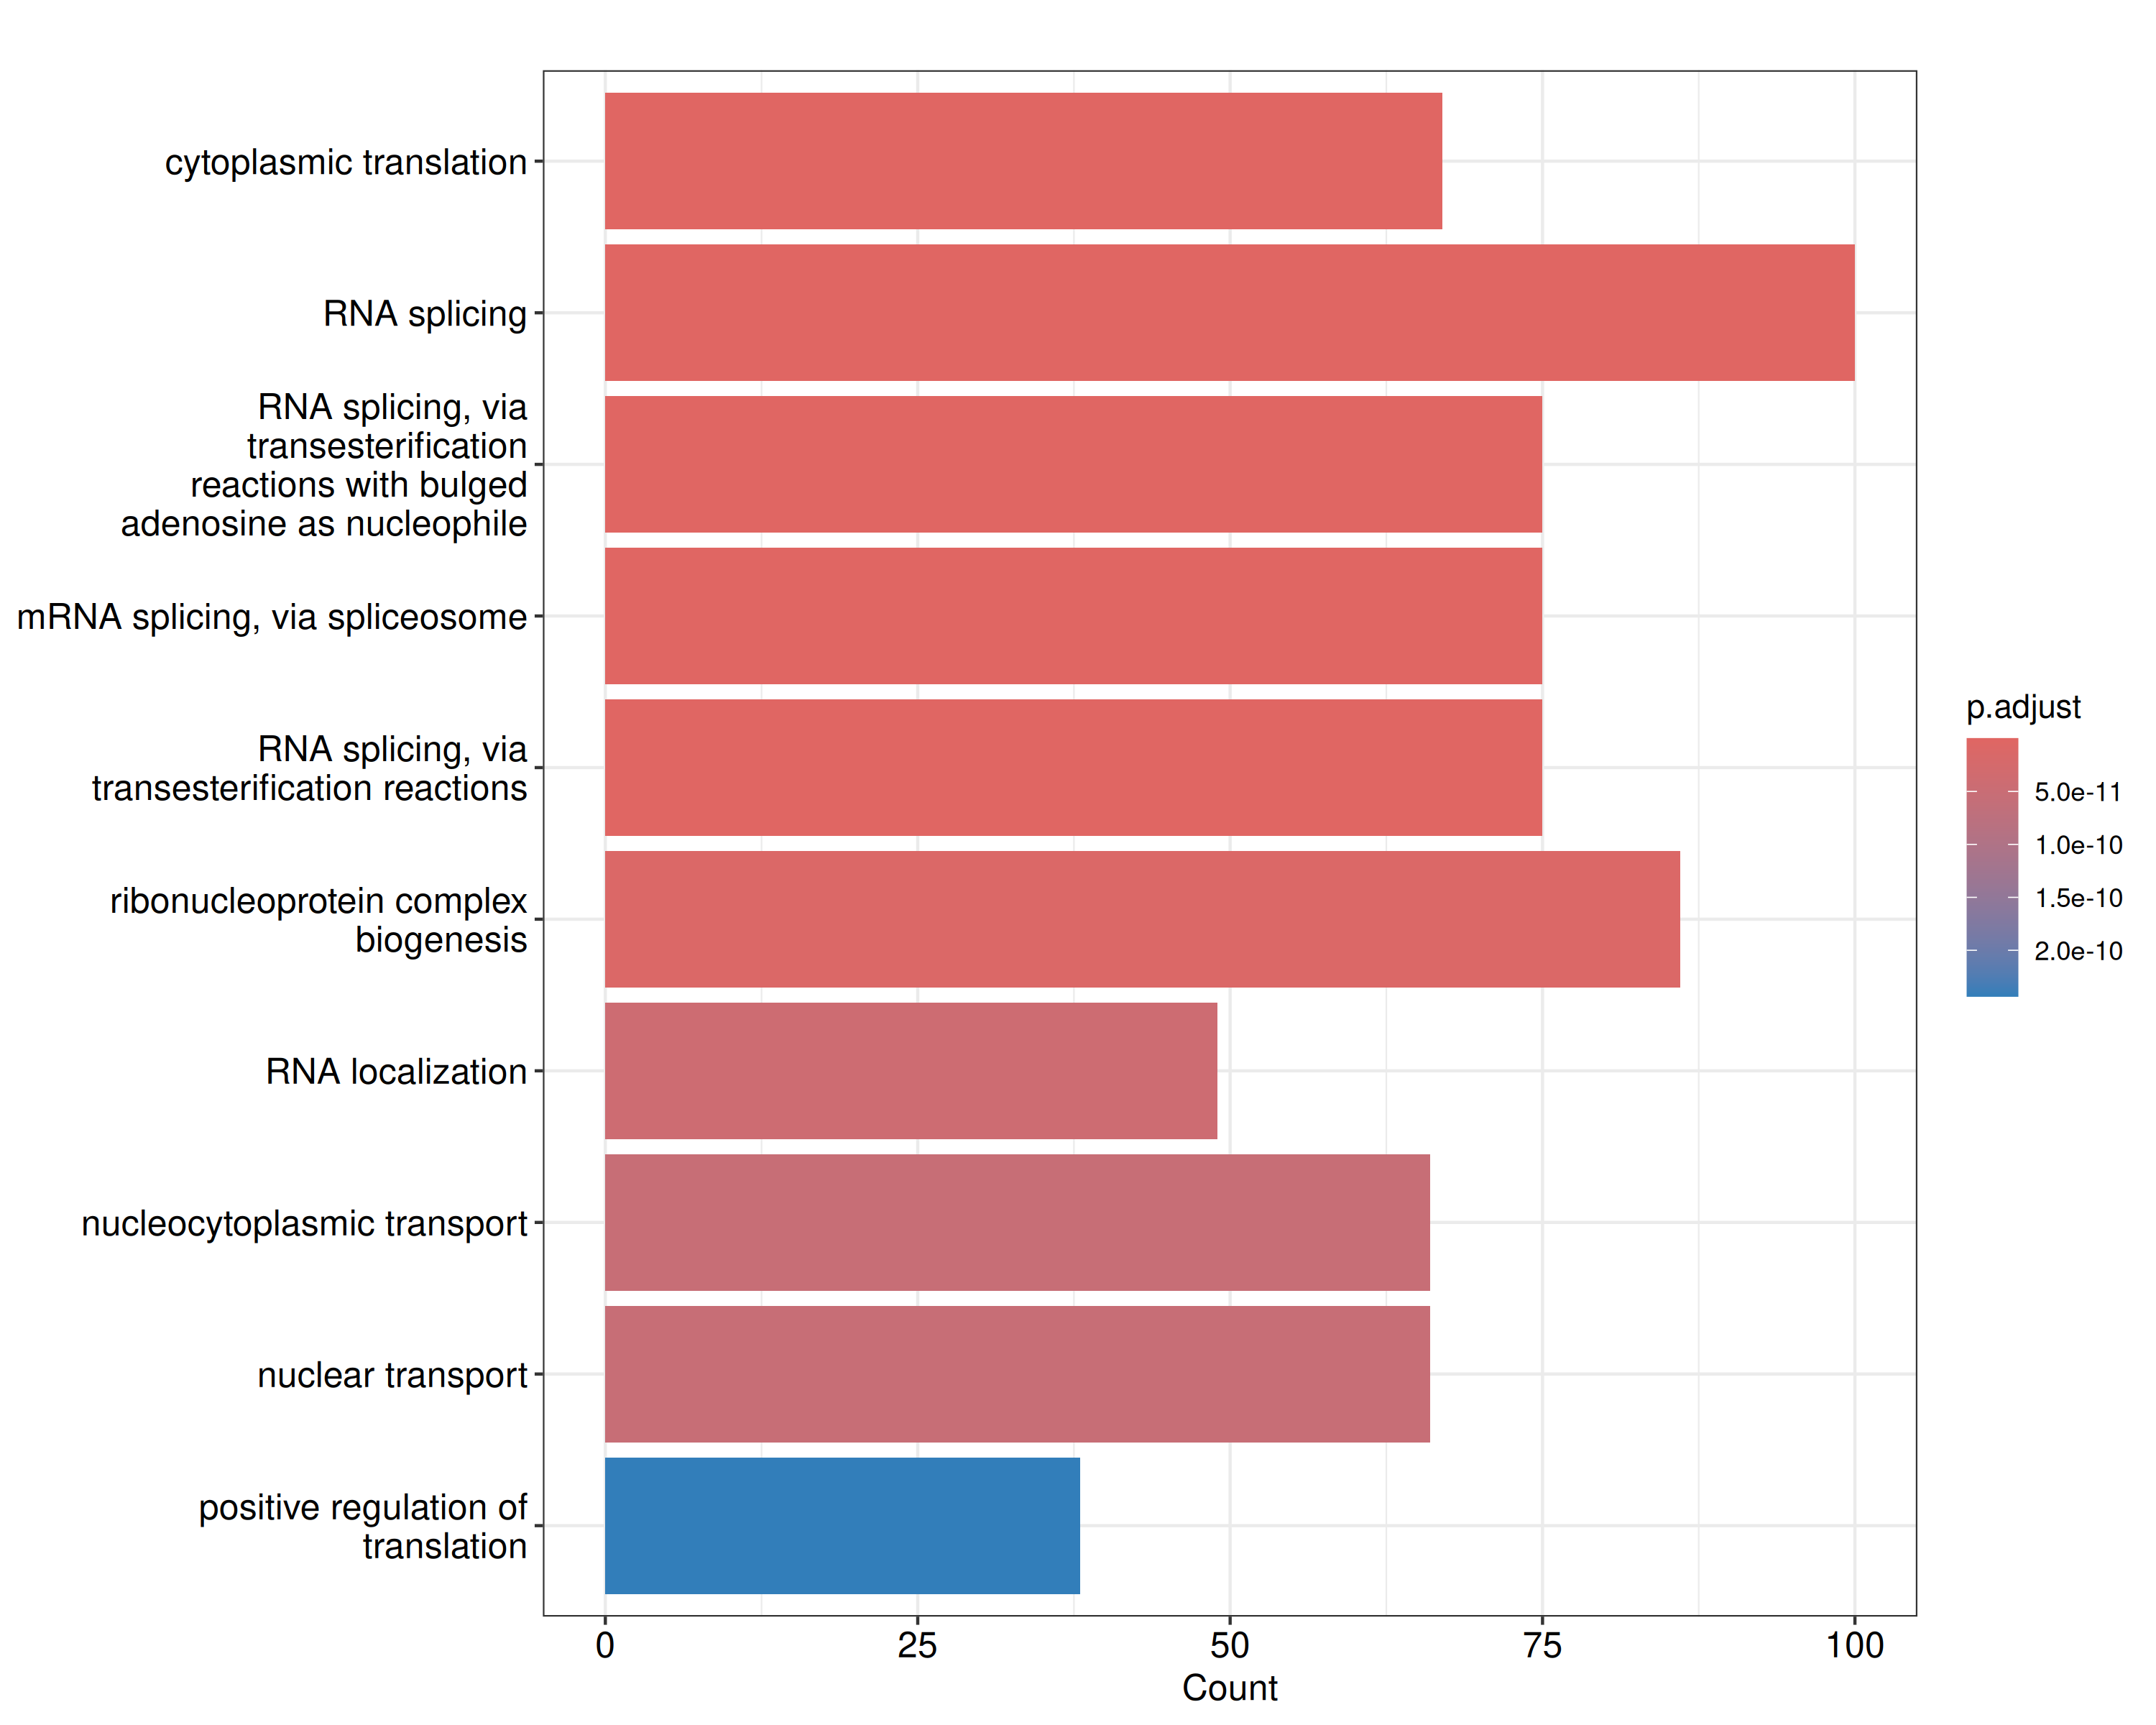 cytoplasmic translation
RNA splicing
RNA splicing, via
transesterification
reactions with bulged
adenosine as nucleophile
mRNA splicing, via spliceosome
RNA splicing, via
transesterification reactions
ribonucleoprotein complex
biogenesis
RNA localization
nucleocytoplasmic transport
nuclear transport
positive regulation of
translation
0 25 50 75 100
Count
p.adjust
5.0e-11
1.0e-10
1.5e-10
2.0e-10